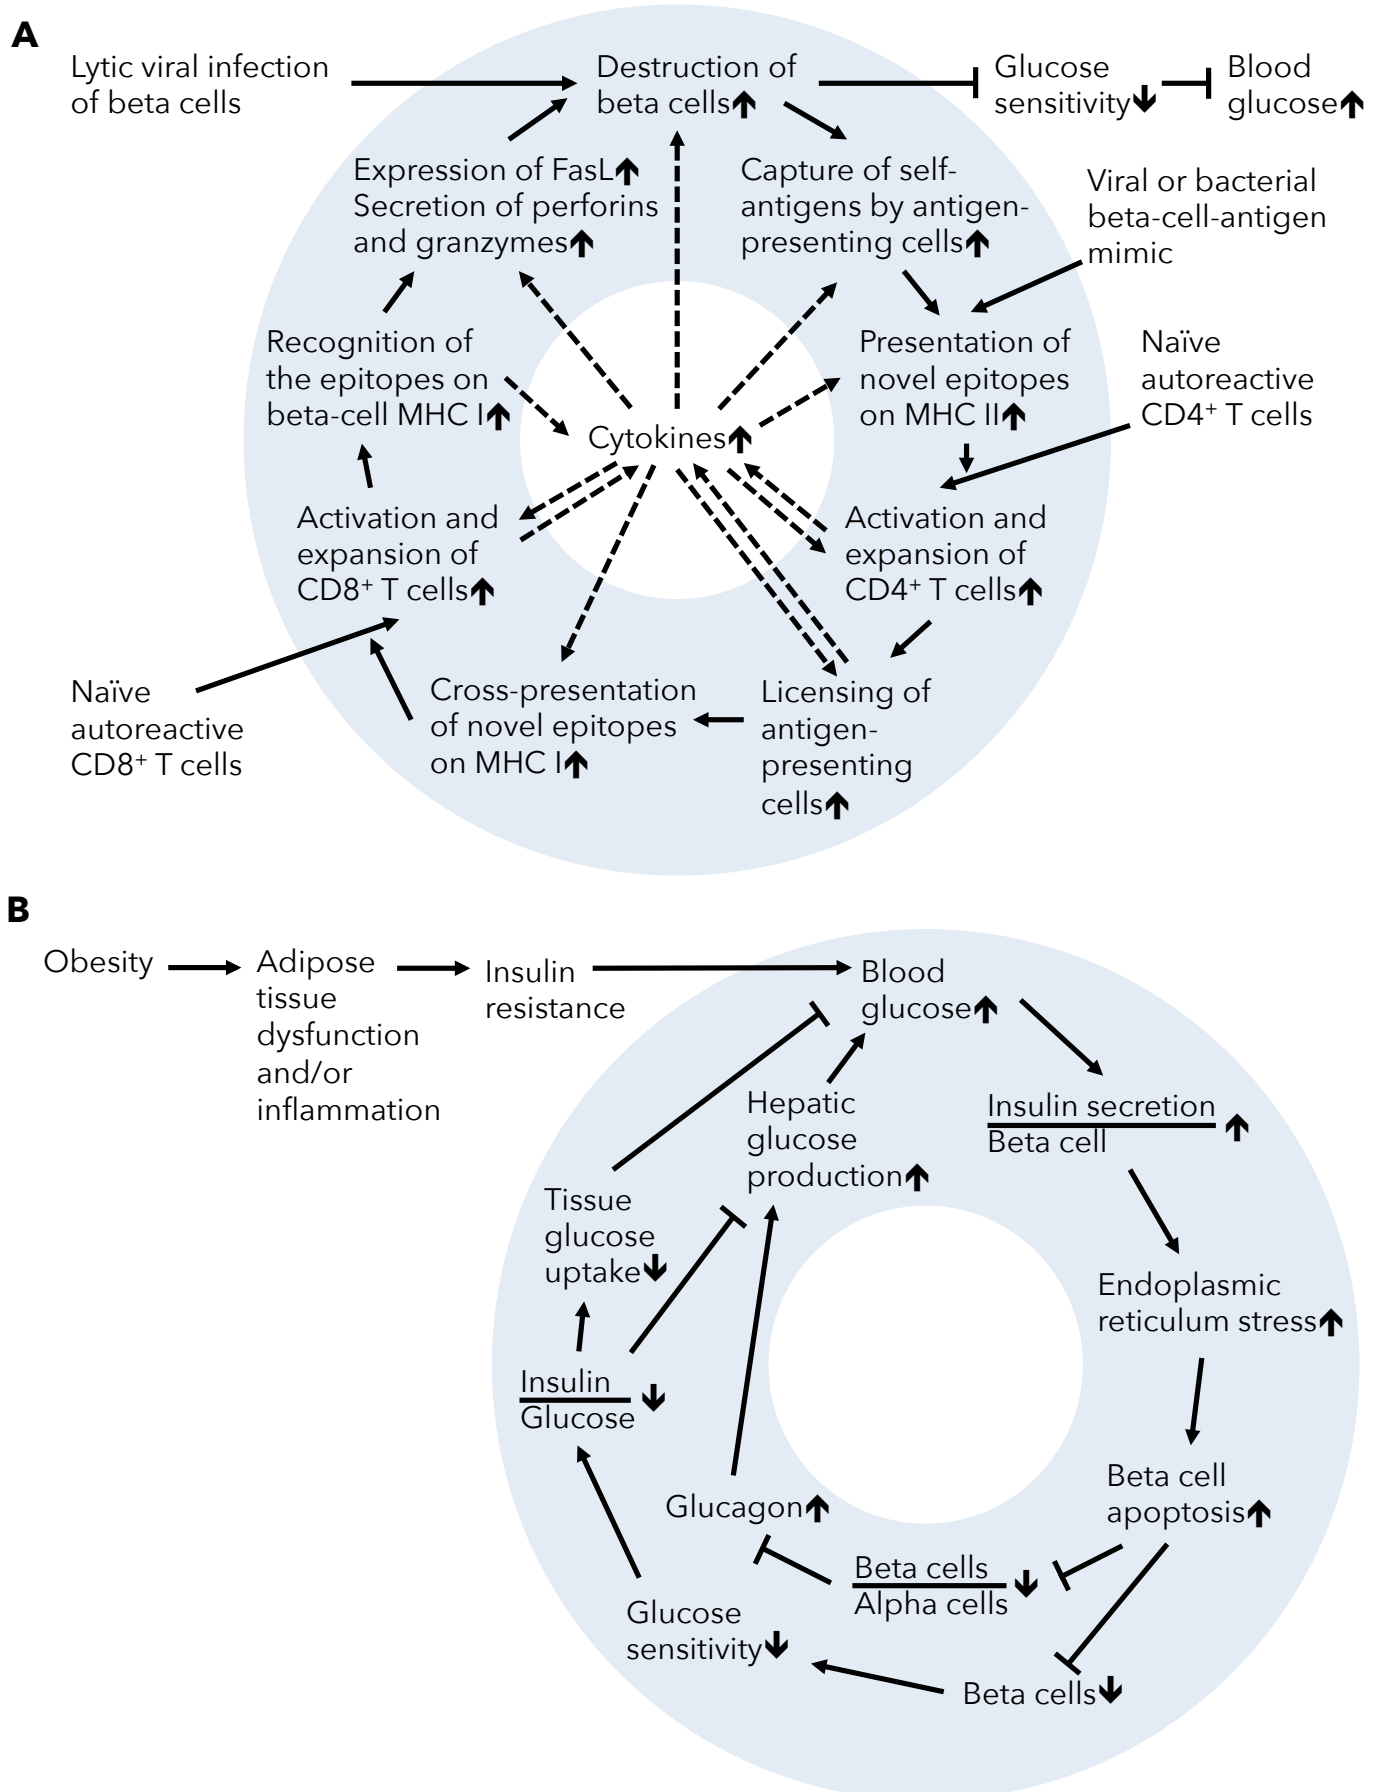 A
Lytic viral infection
of beta cells
Destruction of
beta cells↑
Glucose
sensitivity↓
Blood
glucose↑
Expression of FasL↑
Secretion of perforins
and granzymes↑
Capture of self-
antigens by antigen-
presenting cells↑
Viral or bacterial
beta-cell-antigen
mimic
Recognition of
the epitopes on
beta-cell MHC I↑
Presentation of
novel epitopes
on MHC II↑
Naïve
autoreactive
CD4⁺ T cells
Cytokines↑
Activation and
expansion of
CD8⁺ T cells↑
Activation and
expansion of
CD4⁺ T cells↑
Naïve
autoreactive
CD8⁺ T cells
Cross-presentation
of novel epitopes
on MHC I↑
Licensing of
antigen-
presenting
cells↑
B
Obesity
Adipose
tissue
dysfunction
and/or
inflammation
Insulin
resistance
Blood
glucose↑
Hepatic
glucose
production↑
Insulin secretion
Beta cell
↑
Tissue
glucose
uptake↓
Endoplasmic
reticulum stress↑
Insulin
Glucose
↓
Beta cell
apoptosis↑
Glucagon↑
Beta cells
Alpha cells
↓
Glucose
sensitivity↓
Beta cells↓